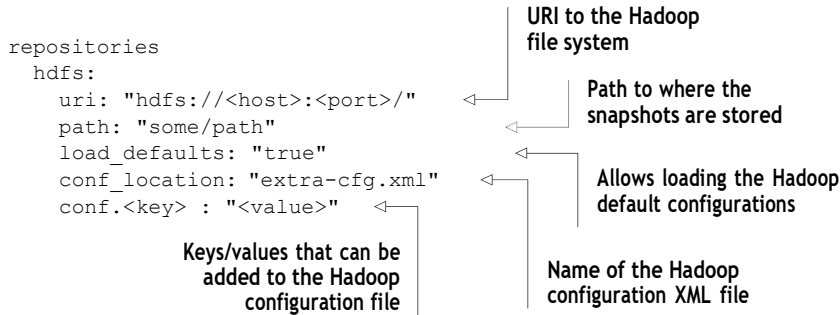 URI to the Hadoop
file system
repositories
hdfs:
uri: "hdfs://<host>:<port>/"
Path to where the
snapshots are stored
path: "some/path"
load_defaults: "true"
conf_location: "extra-cfg.xml"
Allows loading the Hadoop
default configurations
conf.<key> : "<value>"
Keys/values that can be
added to the Hadoop
configuration file
Name of the Hadoop
configuration XML file